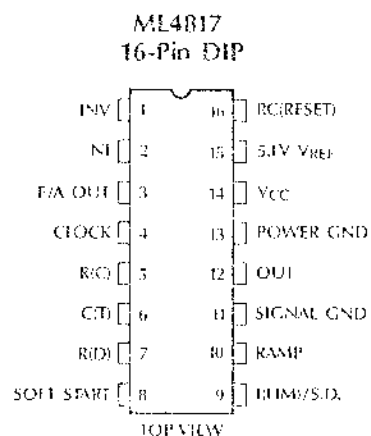 ML4817
16-Pin DIP
INV 1 16 RC(RESET)
NI 2 15 5.1V VREF
E/A OUT 3 14 VCC
CLOCK 4 13 POWER GND
R(C) 5 12 OUT
C(T) 6 11 SIGNAL GND
R(D) 7 10 RAMP
SOFT START 8 9 I(LIM)/S.D.
TOP VIEW